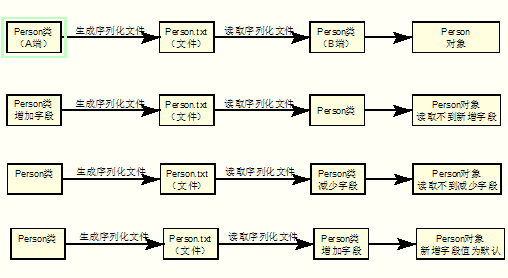 Person类
(A端)
生成序列化文件
Person.txt
(文件)
读取序列化文件
Person类
(B端)
Person
对象
Person类
增加字段
生成序列化文件
Person.txt
(文件)
读取序列化文件
Person类
Person对象
读取不到新增字段
Person类
生成序列化文件
Person.txt
(文件)
读取序列化文件
Person类
减少字段
Person对象
读取不到减少字段
Person类
生成序列化文件
Person.txt
(文件)
读取序列化文件
Person类
增加字段
Person对象
新增字段值为默认